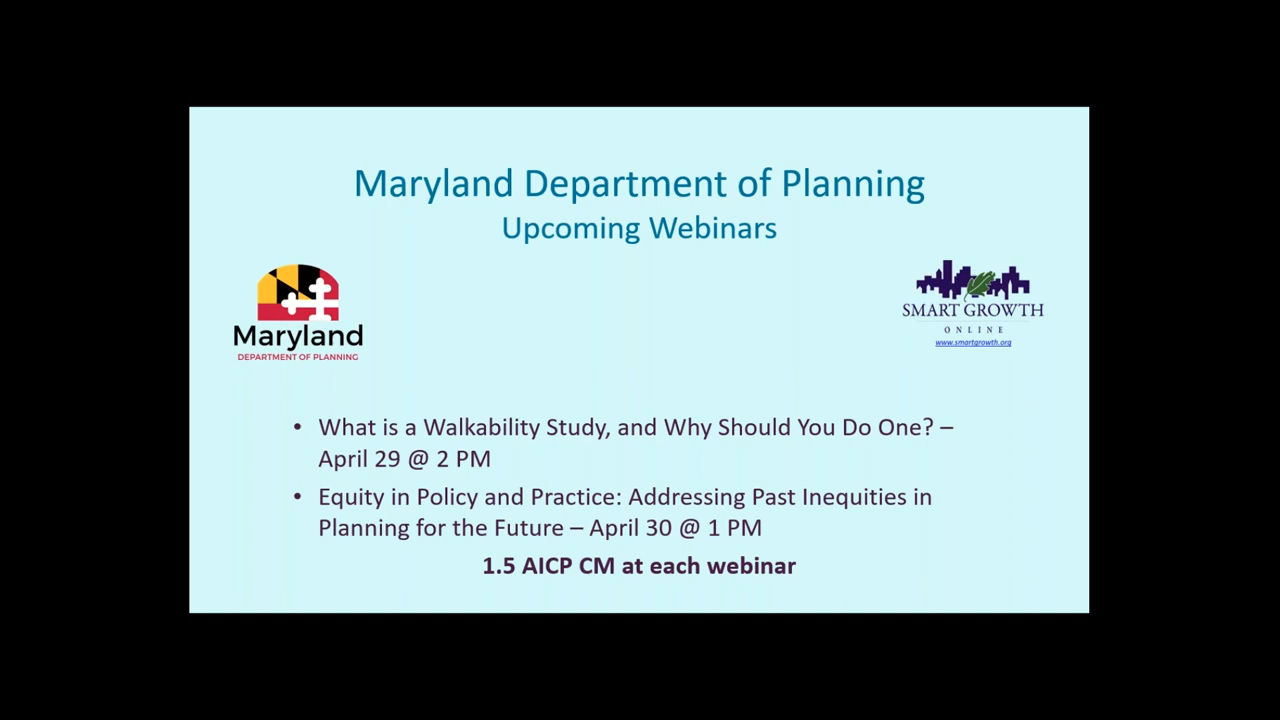 Maryland Department of Planning
Upcoming Webinars
Maryland
DEPARTMENT OF PLANNING
SMART GROWTH
ONLINE
www.smartgrowth.org
• What is a Walkability Study, and Why Should You Do One? –
April 29 @ 2 PM
• Equity in Policy and Practice: Addressing Past Inequities in
Planning for the Future – April 30 @ 1 PM
1.5 AICP CM at each webinar